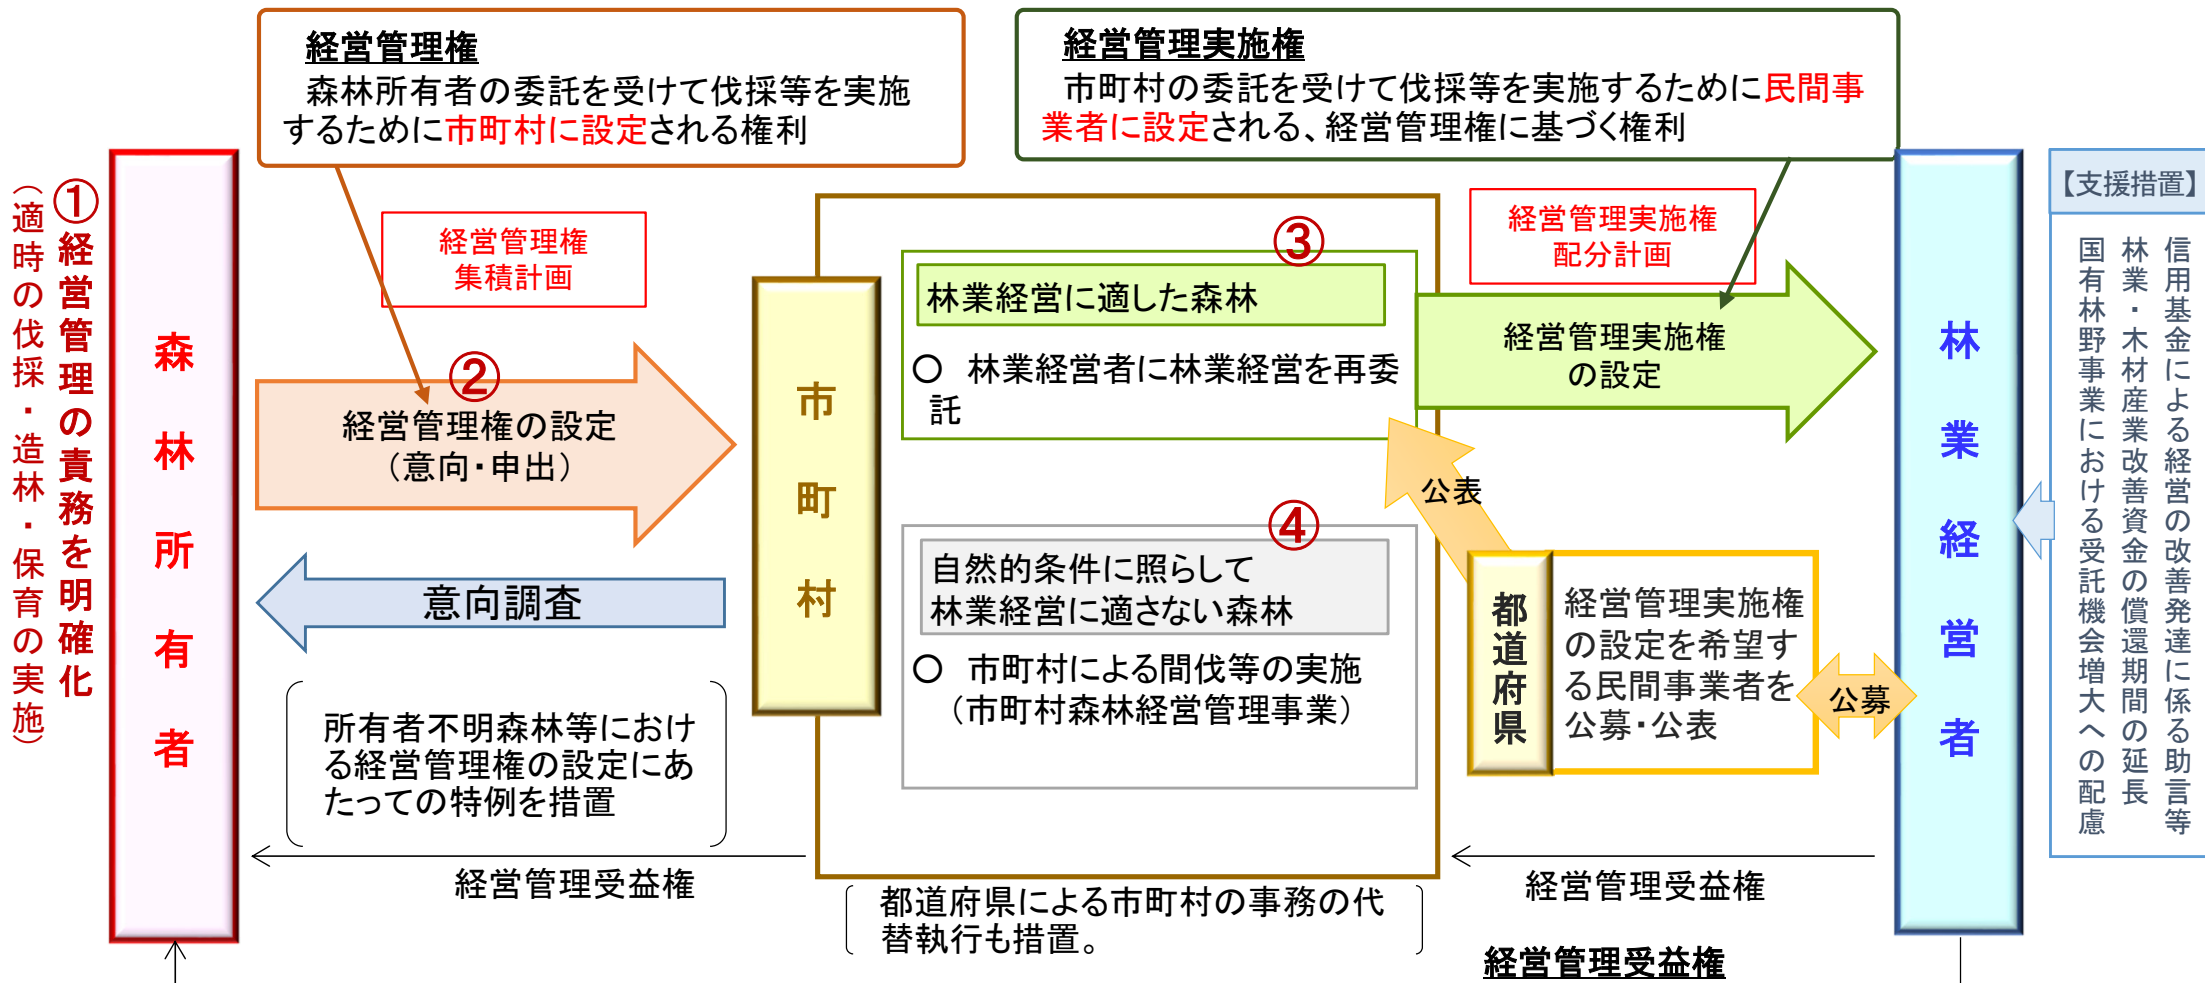 経営管理権
森林所有者の委託を受けて伐採等を実施
するために市町村に設定される権利
経営管理実施権
市町村の委託を受けて伐採等を実施するために民間事
業者に設定される、経営管理権に基づく権利
①経営管理の責務を明確化
（適時の伐採・造林・保育の実施）
森林所有者
経営管理権
集積計画
②
経営管理権の設定
（意向・申出）
意向調査
所有者不明森林等におけ
る経営管理権の設定にあ
たっての特例を措置
経営管理受益権
市町村
③
林業経営に適した森林
〇　林業経営者に林業経営を再委
託
④
自然的条件に照らして
林業経営に適さない森林
〇　市町村による間伐等の実施
（市町村森林経営管理事業）
都道府県による市町村の事務の代
替執行も措置。
経営管理実施権
配分計画
経営管理実施権
の設定
公表
都道府県
経営管理実施権
の設定を希望す
る民間事業者を
公募・公表
公募
経営管理受益権
経営管理受益権
林業経営者
【支援措置】
信用基金による経営の改善発達に係る助言等
林業・木材産業改善資金の償還期間の延長
国有林野事業における受託機会増大への配慮